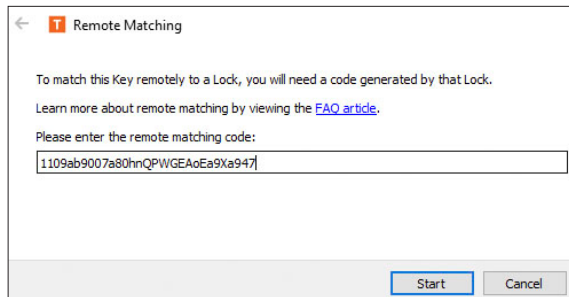 ←
T Remote Matching
To match this Key remotely to a Lock, you will need a code generated by that Lock.
Learn more about remote matching by viewing the FAQ article.
Please enter the remote matching code:
1109ab9007a80hnQPWGEAoEa9Xa947
Start Cancel